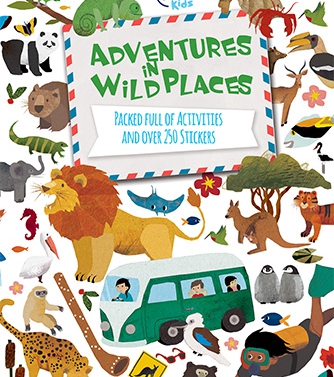 Kids
ADVENTURES
IN
WILD PLACES
PACKED FULL OF ACTIVITIES
AND OVER 250 STICKERS